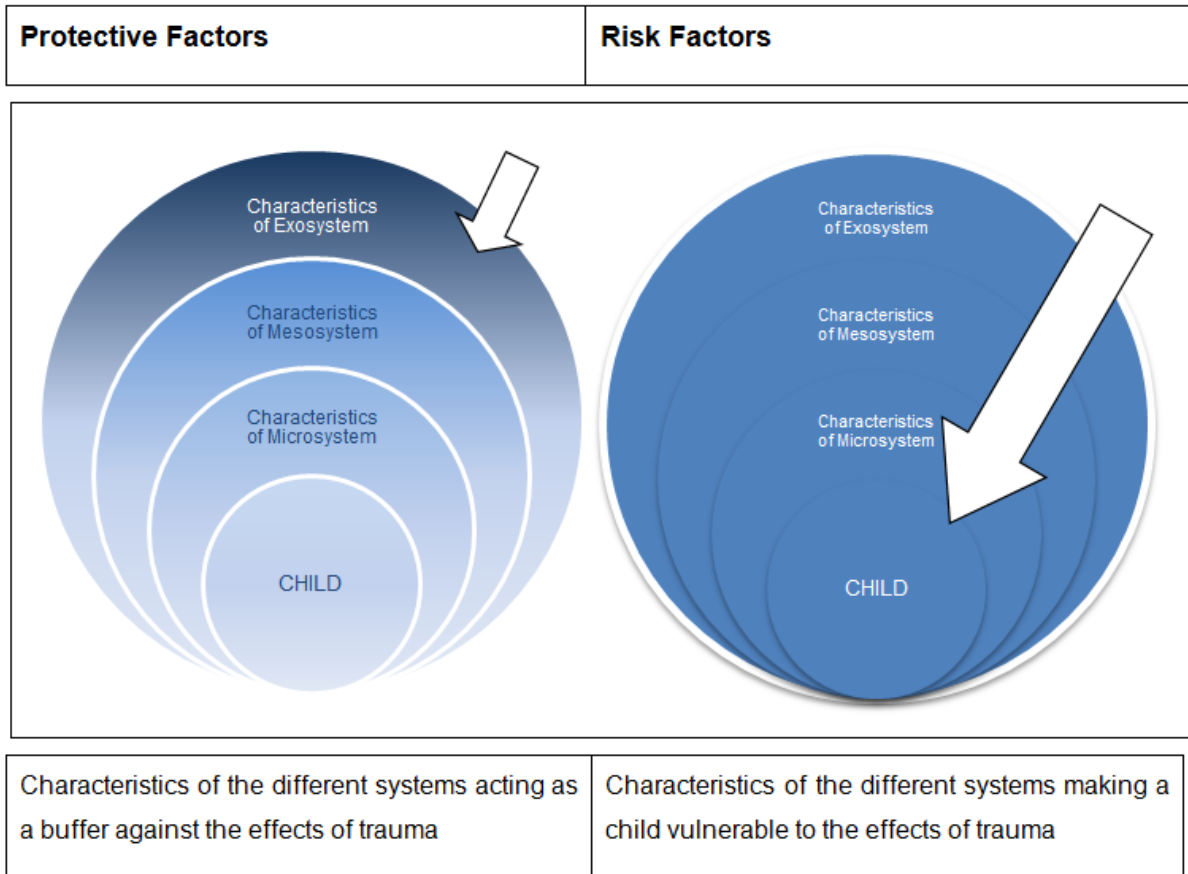 Protective Factors
Risk Factors
Characteristics
of Exosystem
Characteristics
of Mesosystem
Characteristics
of Microsystem
CHILD
Characteristics
of Exosystem
Characteristics
of Mesosystem
Characteristics
of Microsystem
CHILD
Characteristics of the different systems acting as
a buffer against the effects of trauma
Characteristics of the different systems making a
child vulnerable to the effects of trauma